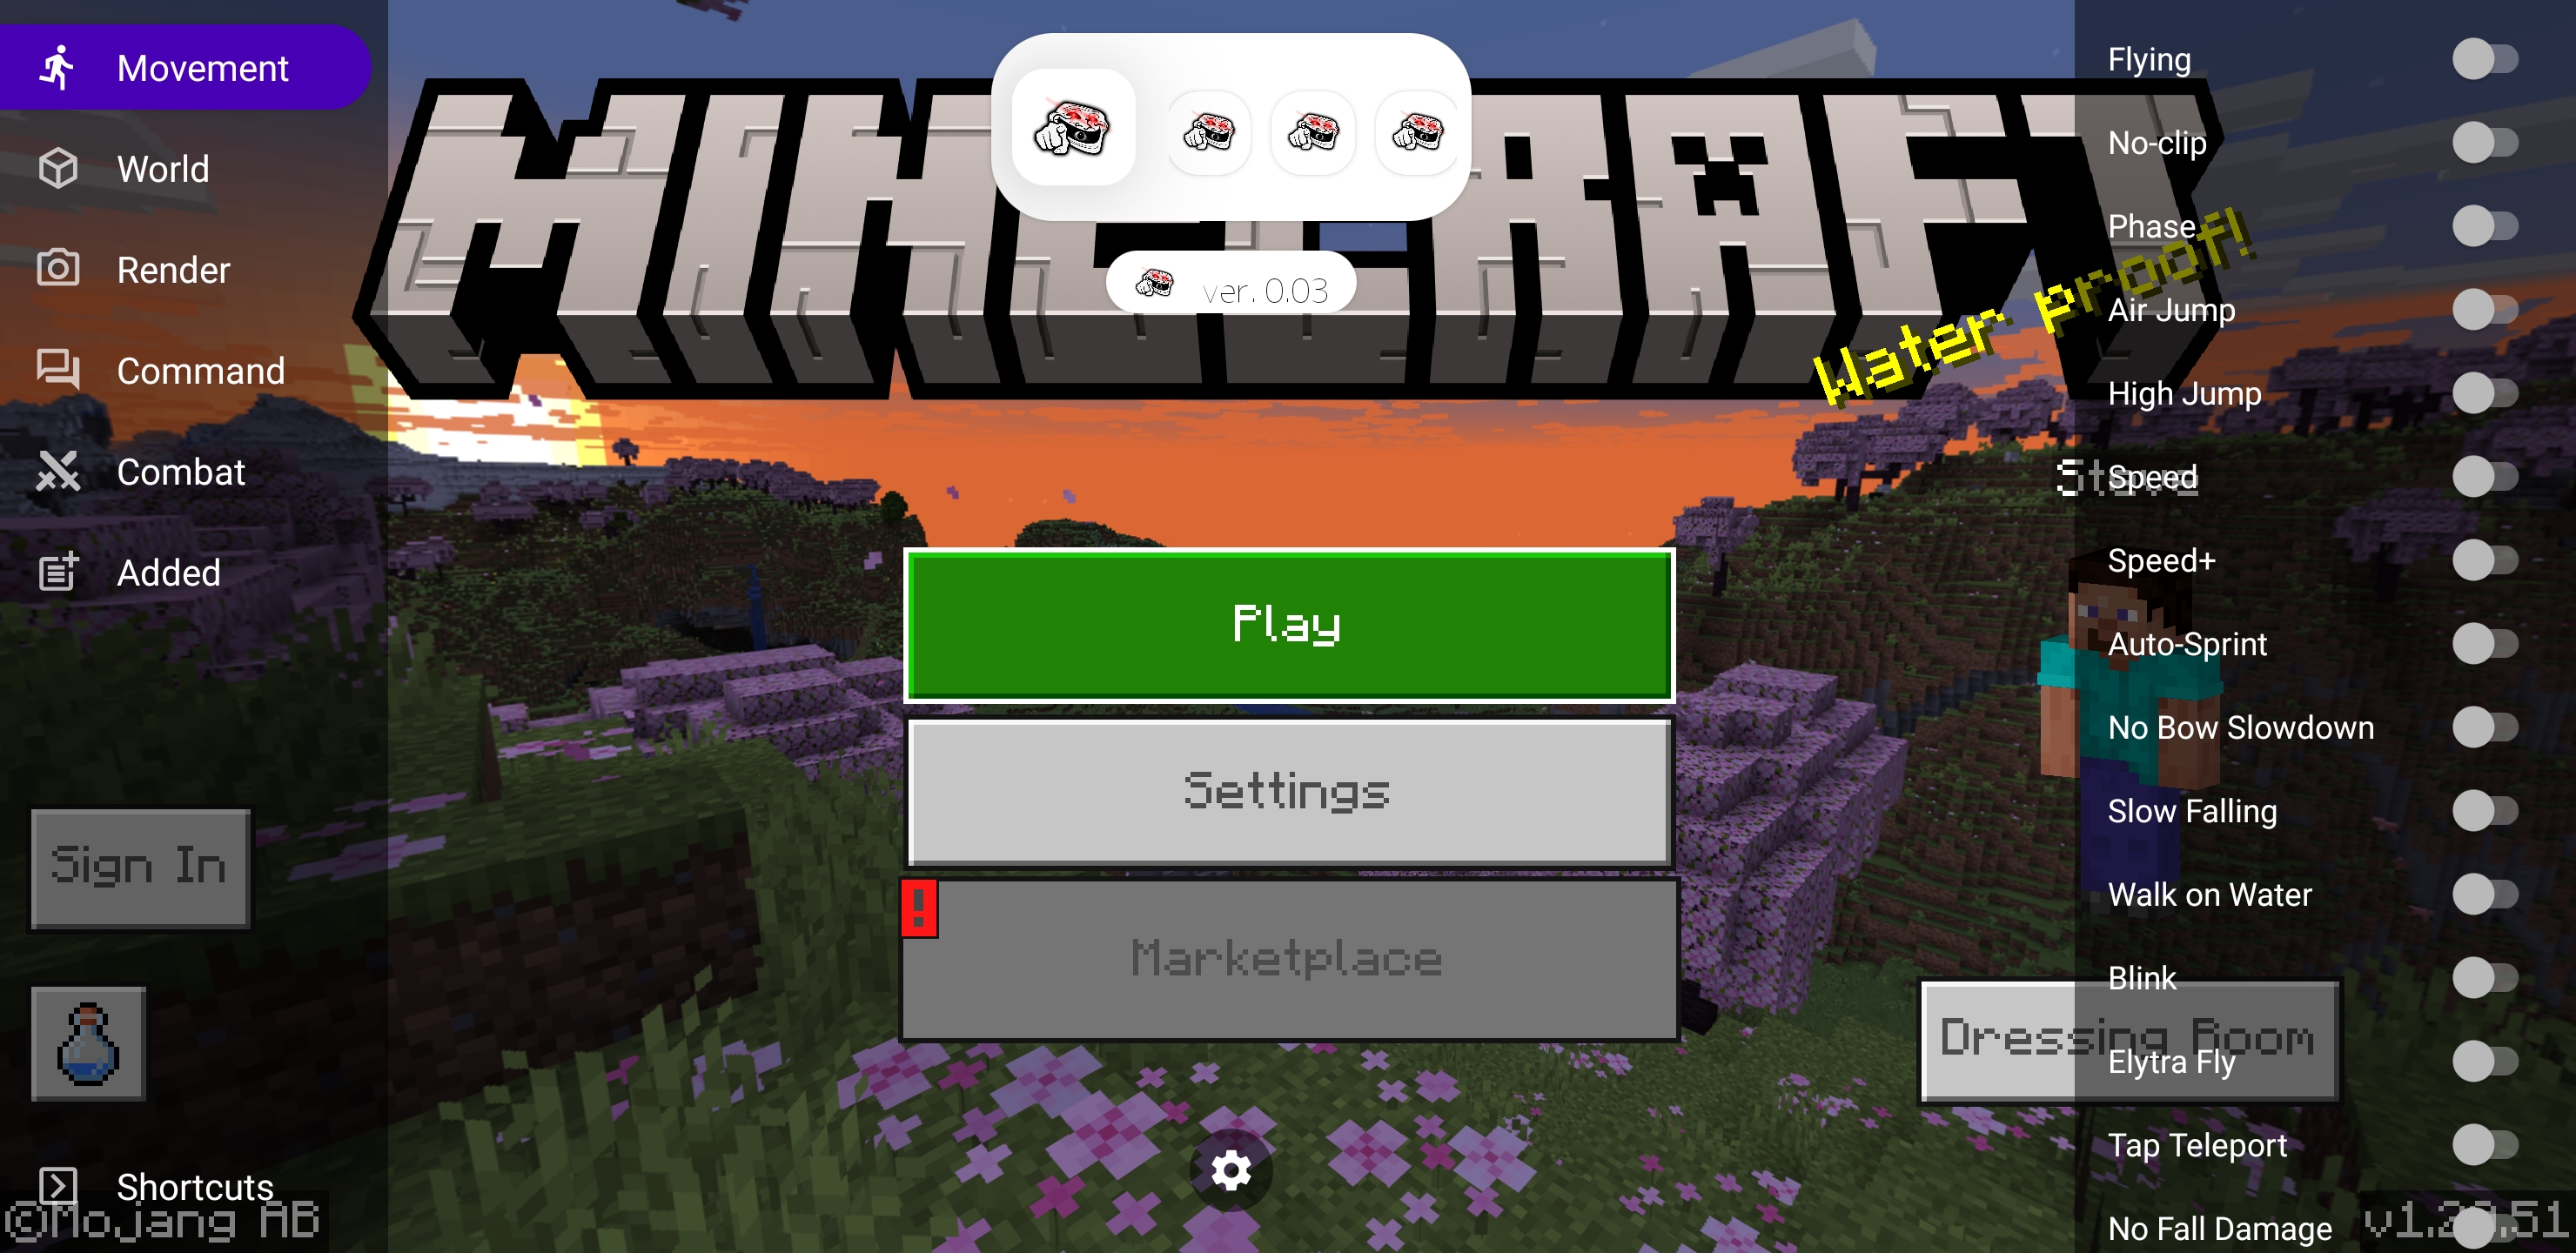 Movement
World
Render
Command
Combat
Added
Sign In
Shortcuts
©Mojang AB
MINECRAFT
ver. 0.03
Water proof!
Play
Settings
!
Marketplace
Steve
Dressing Room
Flying
No-clip
Phase
Air Jump
High Jump
Speed
Speed+
Auto-Sprint
No Bow Slowdown
Slow Falling
Walk on Water
Blink
Elytra Fly
Tap Teleport
No Fall Damage